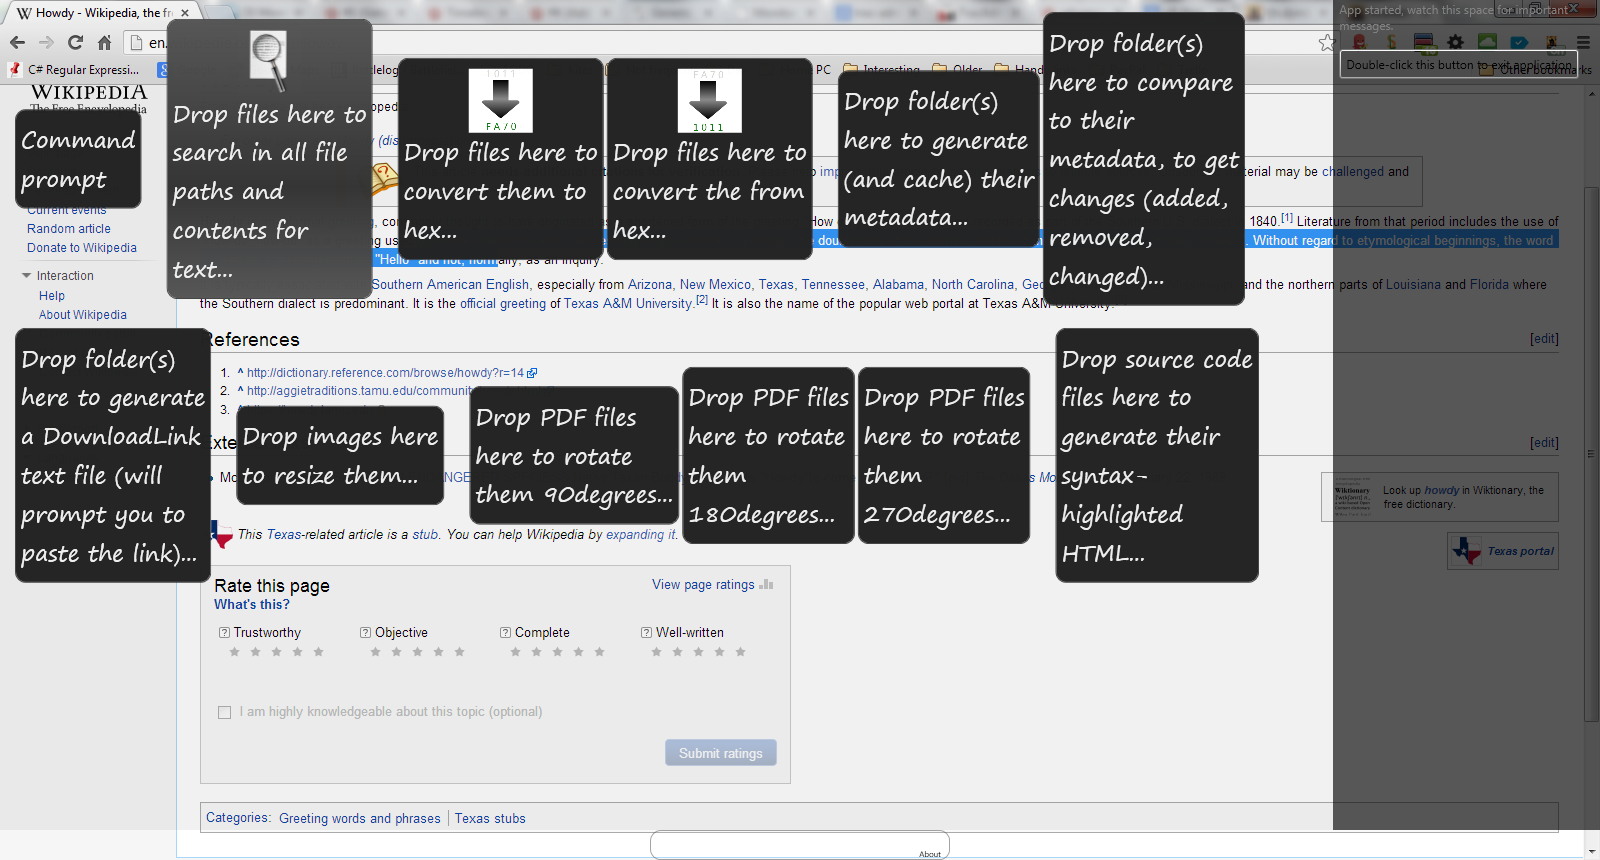 Howdy - Wikipedia, the fr
App started, watch this space for important
messages.
Double-click this button to exit application
en.
C# Regular Expressi...
PC
Interesting
Older
Other bookmarks
WIKIPEDIA
The Free Encyclopedia
Command
prompt
Drop files here to
search in all file
paths and
contents for
text...
1011
FA70
Drop files here to
convert them to
hex...
FA70
1011
Drop files here to
convert the from
hex...
Drop folder(s)
here to generate
(and cache) their
metadata...
Drop folder(s)
here to compare
to their
metadata, to get
changes (added,
removed,
changed)...
terial may be challenged and
1840.[1] Literature from that period includes the use of
. Without regard to etymological beginnings, the word
"Hello" and not, normally, as an inquiry.
Southern American English, especially from Arizona, New Mexico, Texas, Tennessee, Alabama, North Carolina,
and the northern parts of Louisiana and Florida where
the Southern dialect is predominant. It is the official greeting of Texas A&M University.[2] It is also the name of the popular web portal at Texas A&M University.
Current events
Random article
Donate to Wikipedia
Interaction
Help
About Wikipedia
References
[edit]
1. ^ http://dictionary.reference.com/browse/howdy?r=14
2. ^ http://aggietraditions.tamu.edu/community
3. ^
Exte
[edit]
Drop folder(s)
here to generate
a DownloadLink
text file (will
prompt you to
paste the link)...
Drop images here
to resize them...
Drop PDF files
here to rotate
them 90degrees...
Drop PDF files
here to rotate
them
180degrees...
Drop PDF files
here to rotate
them
270degrees...
Drop source code
files here to
generate their
syntax-
highlighted
HTML...
Wiktionary
Look up howdy in Wiktionary, the
free dictionary.
Texas portal
This Texas-related article is a stub. You can help Wikipedia by expanding it.
Rate this page
View page ratings
What's this?
? Trustworthy
? Objective
? Complete
? Well-written
I am highly knowledgeable about this topic (optional)
Submit ratings
Categories: Greeting words and phrases | Texas stubs
About